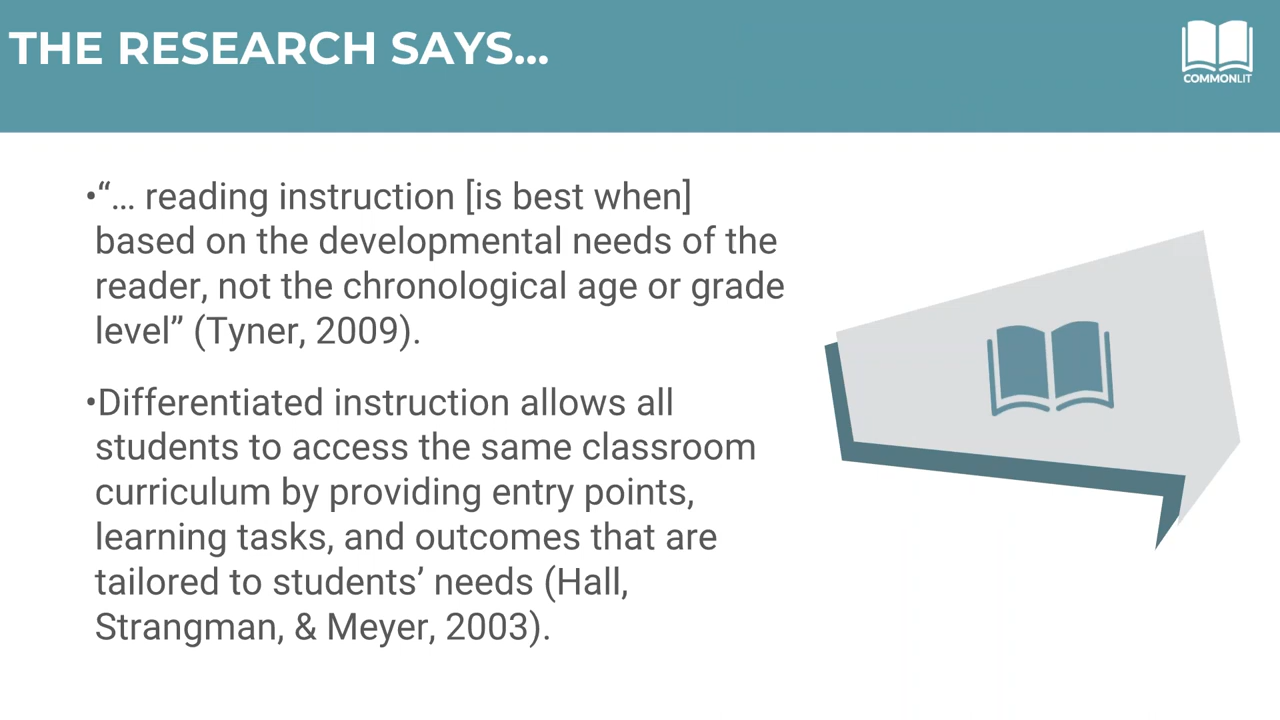 THE RESEARCH SAYS...
COMMONLIT
•“... reading instruction [is best when]
based on the developmental needs of the
reader, not the chronological age or grade
level” (Tyner, 2009).
•Differentiated instruction allows all
students to access the same classroom
curriculum by providing entry points,
learning tasks, and outcomes that are
tailored to students’ needs (Hall,
Strangman, & Meyer, 2003).